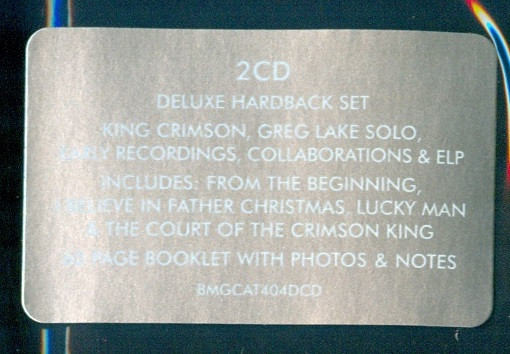 2CD
DELUXE HARDBACK SET
KING CRIMSON, GREG LAKE SOLO,
EARLY RECORDINGS, COLLABORATIONS & ELP
INCLUDES: FROM THE BEGINNING,
I BELIEVE IN FATHER CHRISTMAS, LUCKY MAN
& THE COURT OF THE CRIMSON KING
PAGE BOOKLET WITH PHOTOS & NOTES
BMGCAT404DCD